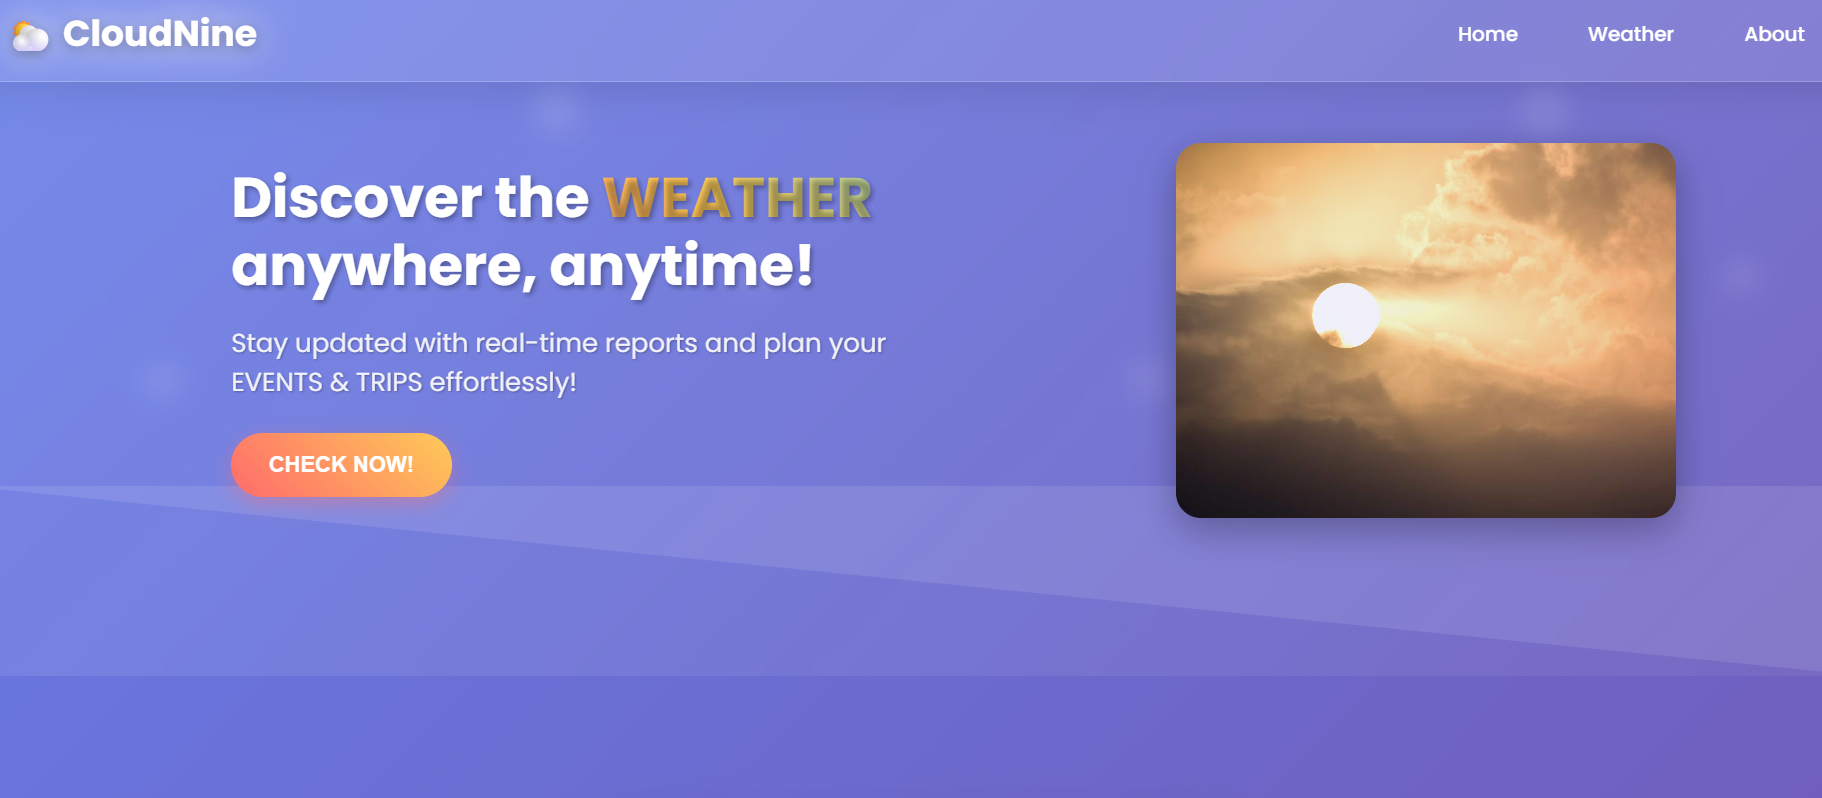 CloudNine
Home
Weather
About
Discover the WEATHER
anywhere, anytime!
Stay updated with real-time reports and plan your
EVENTS & TRIPS effortlessly!
CHECK NOW!